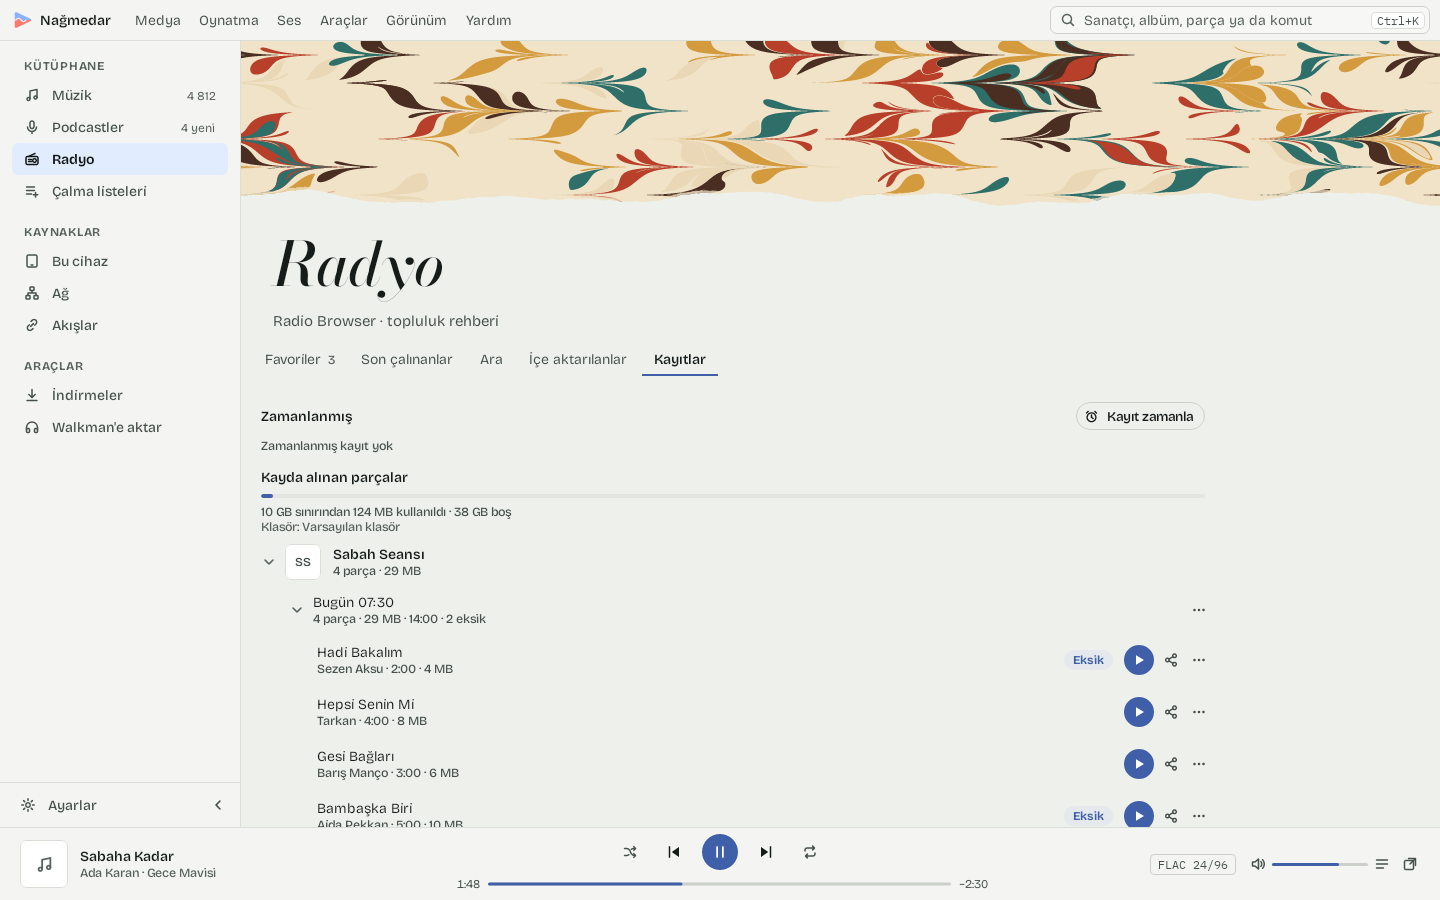 Nağmedar
Medya
Oynatma
Ses
Araçlar
Görünüm
Yardım
Sanatçı, albüm, parça ya da komut
Ctrl+K
KÜTÜPHANE
Müzik
4 812
Podcastler
4 yeni
Radyo
Çalma listeleri
KAYNAKLAR
Bu cihaz
Ağ
Akışlar
ARAÇLAR
İndirmeler
Walkman'e aktar
Ayarlar
Radyo
Radio Browser · topluluk rehberi
Favoriler 3
Son çalınanlar
Ara
İçe aktarılanlar
Kayıtlar
Zamanlanmış
Kayıt zamanla
Zamanlanmış kayıt yok
Kayda alınan parçalar
10 GB sınırından 124 MB kullanıldı · 38 GB boş
Klasör: Varsayılan klasör
SS
Sabah Seansı
4 parça · 29 MB
Bugün 07:30
4 parça · 29 MB · 14:00 · 2 eksik
Hadi Bakalım
Sezen Aksu · 2:00 · 4 MB
Eksik
Hepsi Senin Mi
Tarkan · 4:00 · 8 MB
Gesi Bağları
Barış Manço · 3:00 · 6 MB
Bambaşka Biri
Ajda Pekkan · 5:00 · 10 MB
Eksik
Sabaha Kadar
Ada Karan · Gece Mavisi
1:48
−2:30
FLAC 24/96